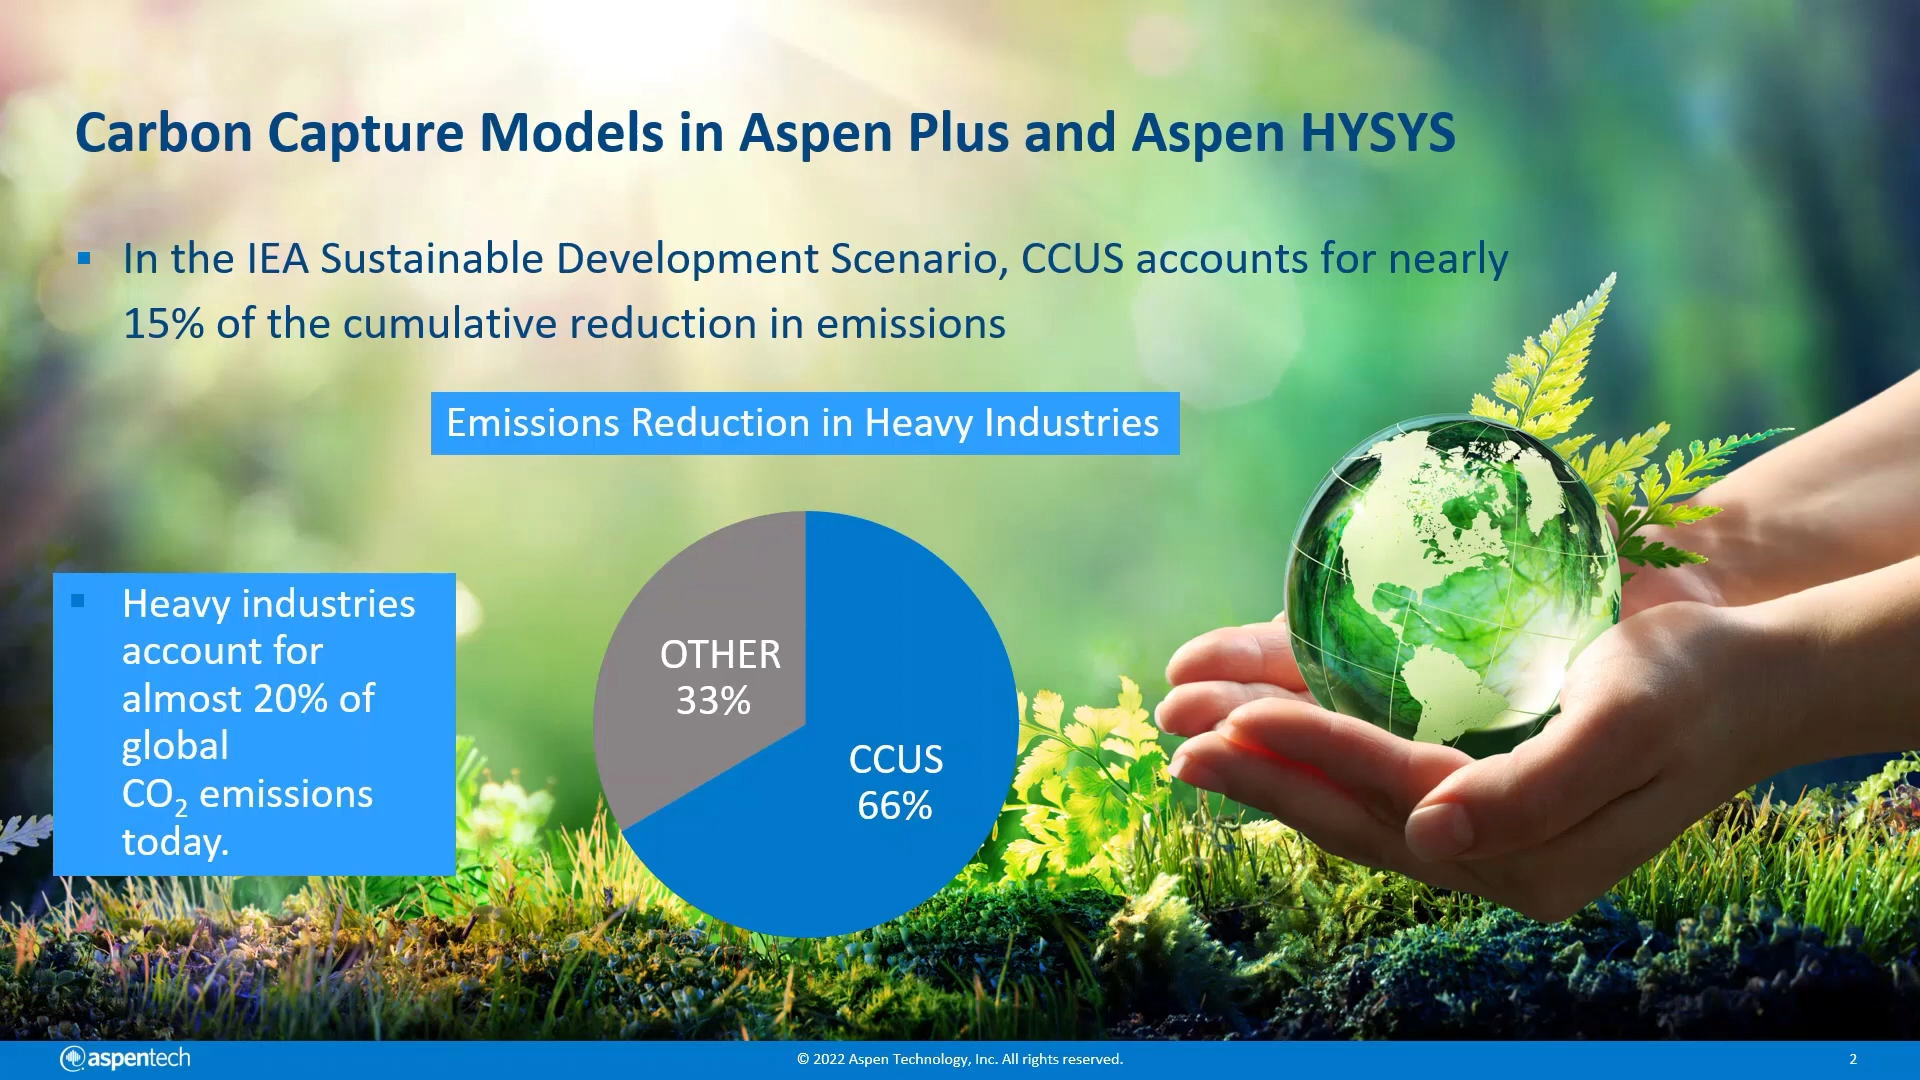 Carbon Capture Models in Aspen Plus and Aspen HYSYS
In the IEA Sustainable Development Scenario, CCUS accounts for nearly
15% of the cumulative reduction in emissions
Emissions Reduction in Heavy Industries
Heavy industries
account for
almost 20% of
global
CO₂ emissions
today.
OTHER
33%
CCUS
66%
aspentech
© 2022 Aspen Technology, Inc. All rights reserved.
2